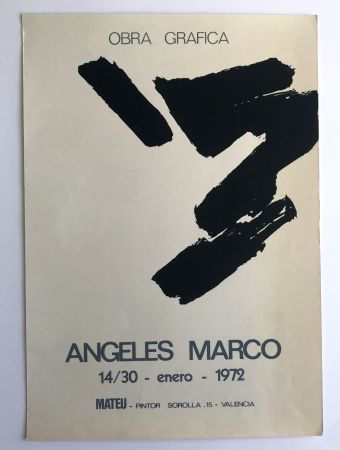 OBRA GRAFICA
ANGELES MARCO
14/30 - enero - 1972
MATEU - PINTOR SOROLLA . 15 - VALENCIA